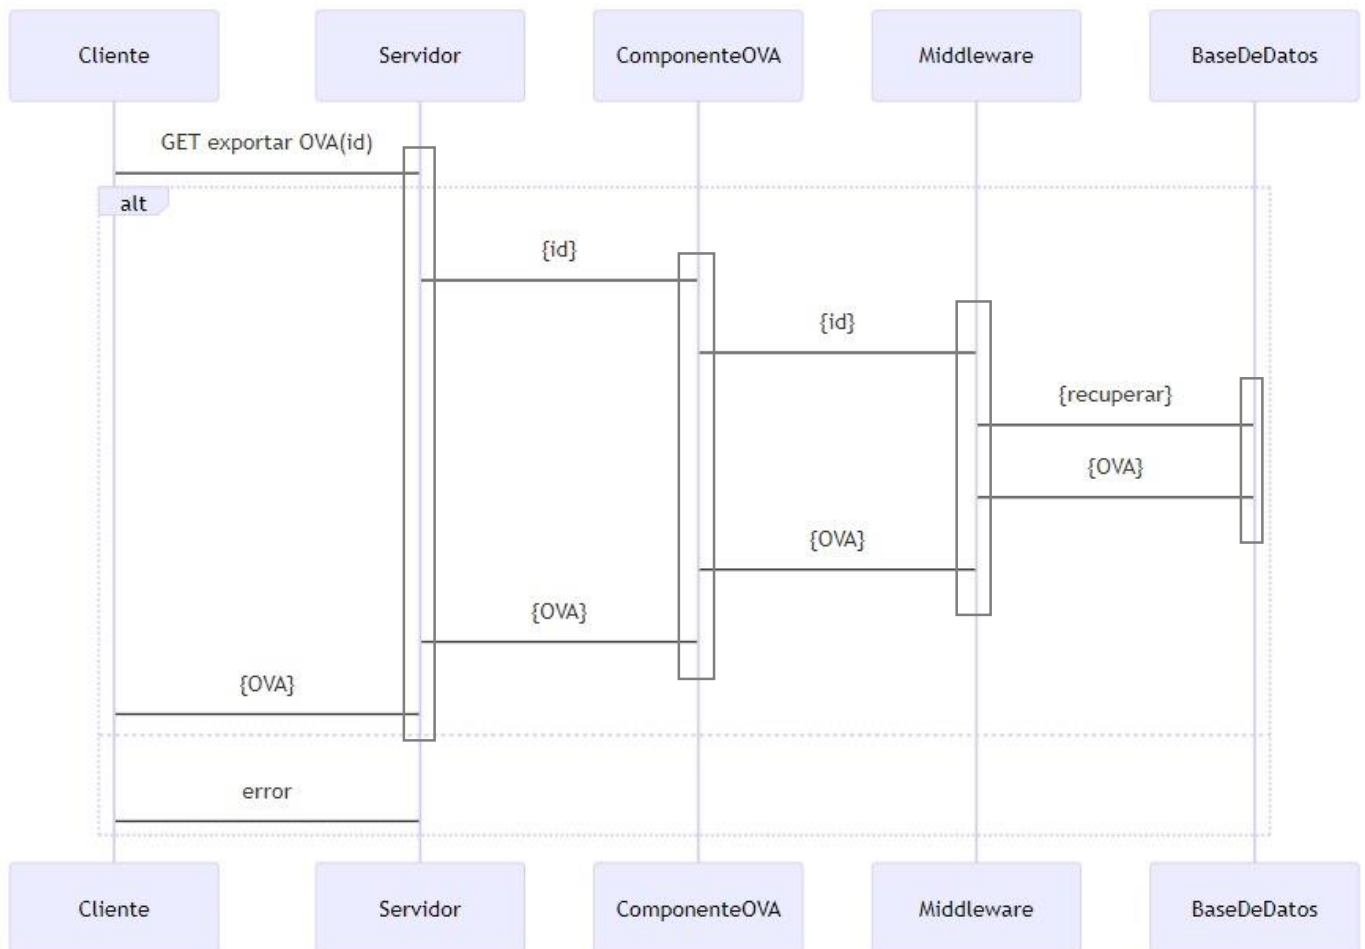 Cliente
Servidor
ComponenteOVA
Middleware
BaseDeDatos
GET exportar OVA(id)
alt
{id}
{id}
{recuperar}
{OVA}
{OVA}
{OVA}
{OVA}
error
Cliente
Servidor
ComponenteOVA
Middleware
BaseDeDatos